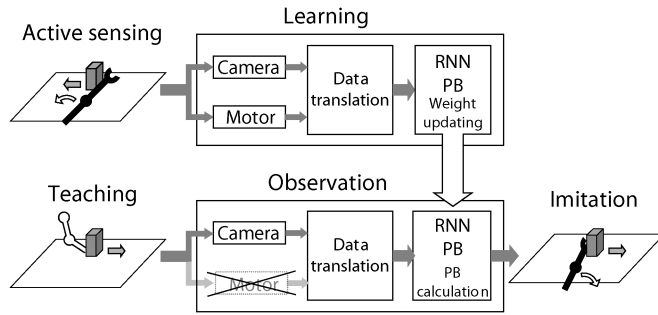 Learning
Active sensing
Camera
Motor
Data
translation
RNN
PB
Weight
updating
Teaching
Observation
Imitation
Camera
Motor
Data
translation
RNN
PB
PB
calculation